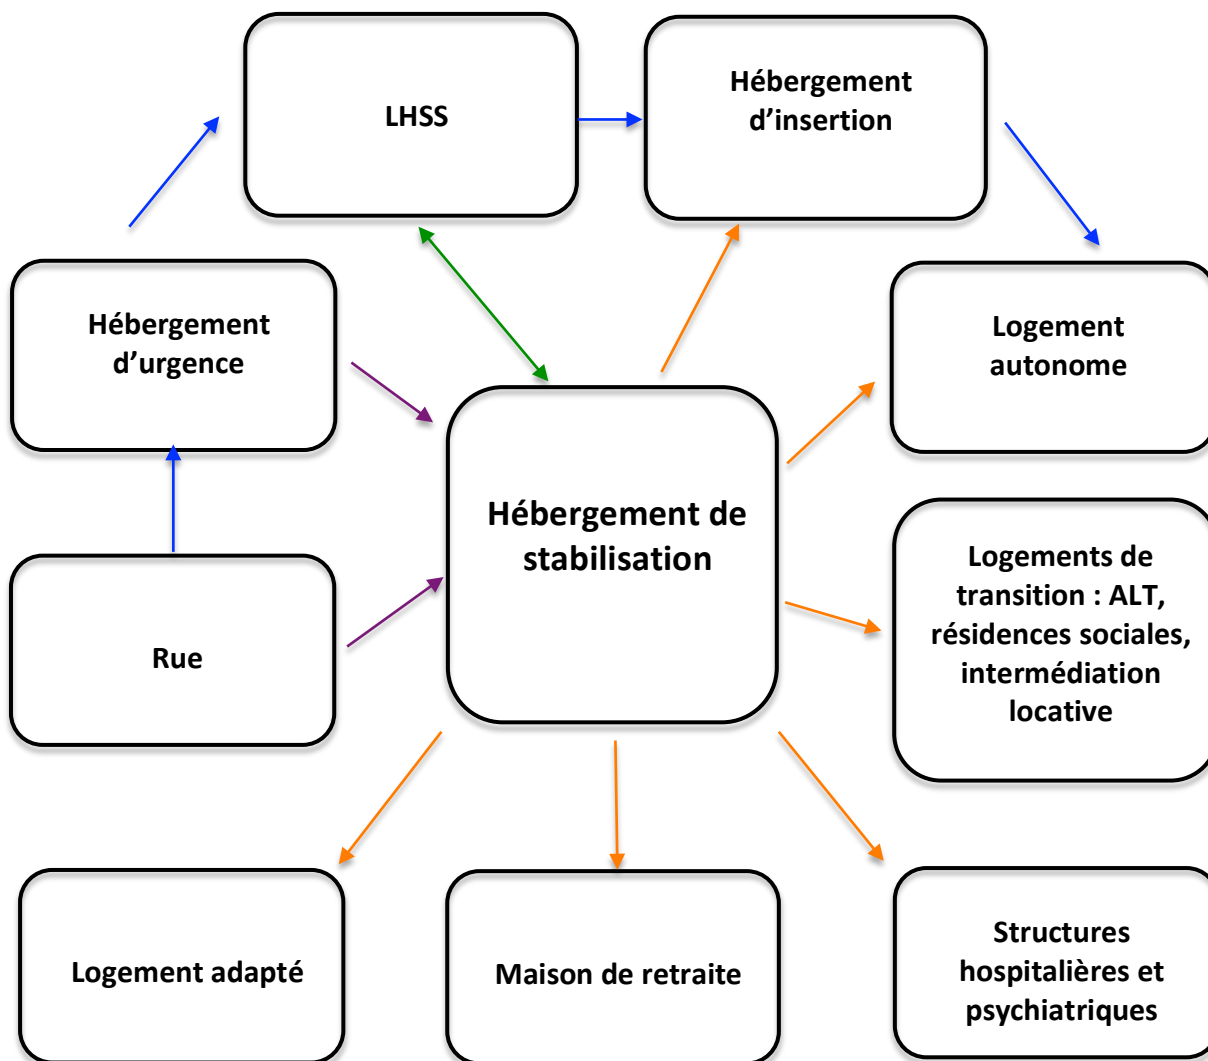 LHSS
Hébergement
d’insertion
Hébergement
d’urgence
Logement
autonome
Hébergement de
stabilisation
Rue
Logements de
transition : ALT,
résidences sociales,
intermédiation
locative
Logement adapté
Maison de retraite
Structures
hospitalières et
psychiatriques